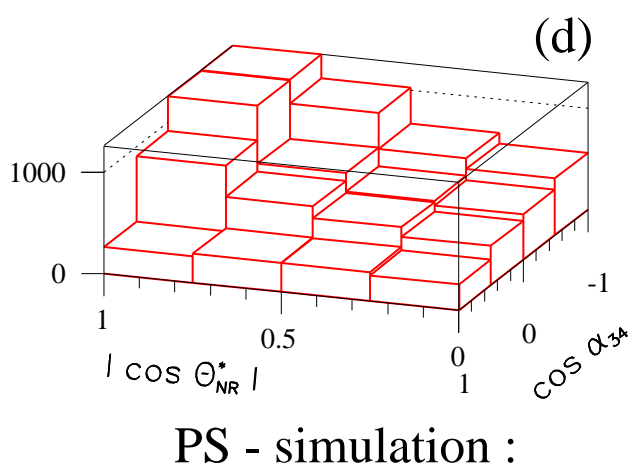 (d)
1000
0
1
0.5
0
1
0
-1
| COS Θ*NR |
COS α34
PS - simulation :